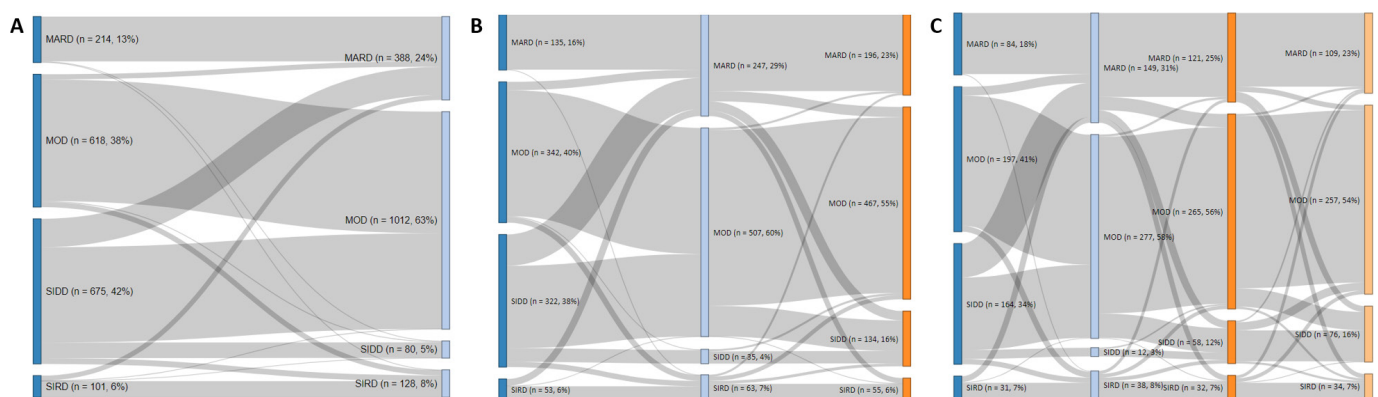 A
MARD (n = 214, 13%)
MOD (n = 618, 38%)
SIDD (n = 675, 42%)
SIRD (n = 101, 6%)
MARD (n = 388, 24%)
MOD (n = 1012, 63%)
SIDD (n = 80, 5%)
SIRD (n = 128, 8%)
B
MARD (n = 135, 16%)
MOD (n = 342, 40%)
SIDD (n = 322, 38%)
SIRD (n = 53, 6%)
MARD (n = 247, 29%)
MOD (n = 507, 60%)
SIDD (n = 35, 4%)
SIRD (n = 63, 7%)
MARD (n = 196, 23%)
MOD (n = 467, 55%)
SIDD (n = 134, 16%)
SIRD (n = 55, 6%)
C
MARD (n = 84, 18%)
MOD (n = 197, 41%)
SIDD (n = 164, 34%)
SIRD (n = 31, 7%)
MARD (n = 149, 31%)
MOD (n = 277, 58%)
SIDD (n = 12, 3%)
SIRD (n = 38, 8%)
MARD (n = 121, 25%)
MOD (n = 265, 56%)
SIDD (n = 58, 12%)
SIRD (n = 32, 7%)
MARD (n = 109, 23%)
MOD (n = 257, 54%)
SIDD (n = 76, 16%)
SIRD (n = 34, 7%)